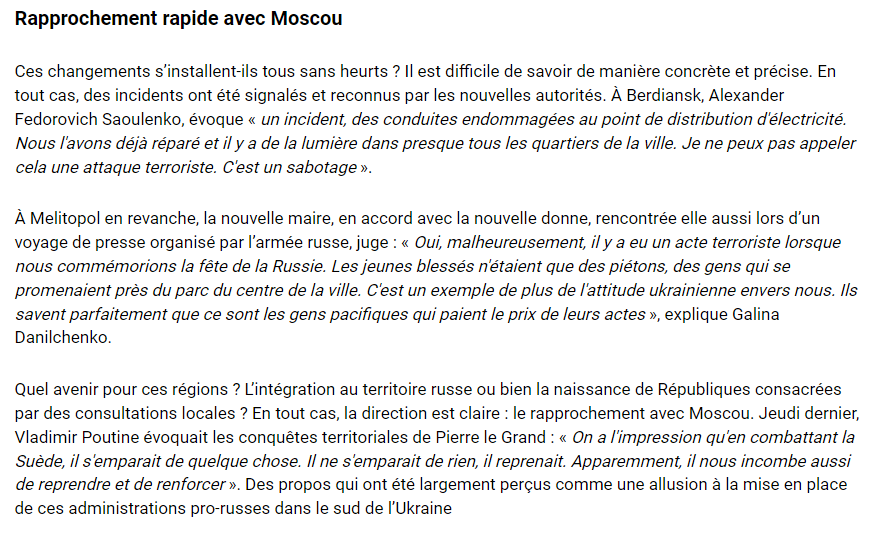 Rapprochement rapide avec Moscou
Ces changements s’installent-ils tous sans heurts ? Il est difficile de savoir de manière concrète et précise. En
tout cas, des incidents ont été signalés et reconnus par les nouvelles autorités. À Berdiansk, Alexander
Fedorovich Saoulenko, évoque « un incident, des conduites endommagées au point de distribution d'électricité.
Nous l'avons déjà réparé et il y a de la lumière dans presque tous les quartiers de la ville. Je ne peux pas appeler
cela une attaque terroriste. C'est un sabotage ».
À Melitopol en revanche, la nouvelle maire, en accord avec la nouvelle donne, rencontrée elle aussi lors d’un
voyage de presse organisé par l’armée russe, juge : « Oui, malheureusement, il y a eu un acte terroriste lorsque
nous commémorions la fête de la Russie. Les jeunes blessés n'étaient que des piétons, des gens qui se
promenaient près du parc du centre de la ville. C'est un exemple de plus de l'attitude ukrainienne envers nous. Ils
savent parfaitement que ce sont les gens pacifiques qui paient le prix de leurs actes », explique Galina
Danilchenko.
Quel avenir pour ces régions ? L’intégration au territoire russe ou bien la naissance de Républiques consacrées
par des consultations locales ? En tout cas, la direction est claire : le rapprochement avec Moscou. Jeudi dernier,
Vladimir Poutine évoquait les conquêtes territoriales de Pierre le Grand : « On a l'impression qu'en combattant la
Suède, il s'emparait de quelque chose. Il ne s'emparait de rien, il reprenait. Apparemment, il nous incombe aussi
de reprendre et de renforcer ». Des propos qui ont été largement perçus comme une allusion à la mise en place
de ces administrations pro-russes dans le sud de l’Ukraine